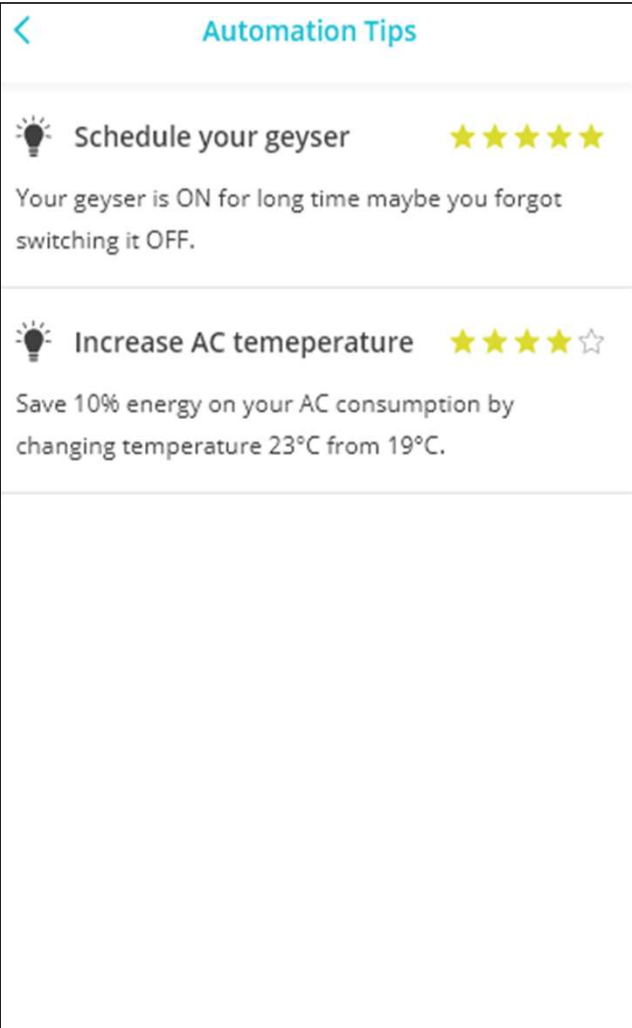 Automation Tips
Schedule your geyser
Your geyser is ON for long time maybe you forgot
switching it OFF.
Increase AC temeperature
Save 10% energy on your AC consumption by
changing temperature 23°C from 19°C.